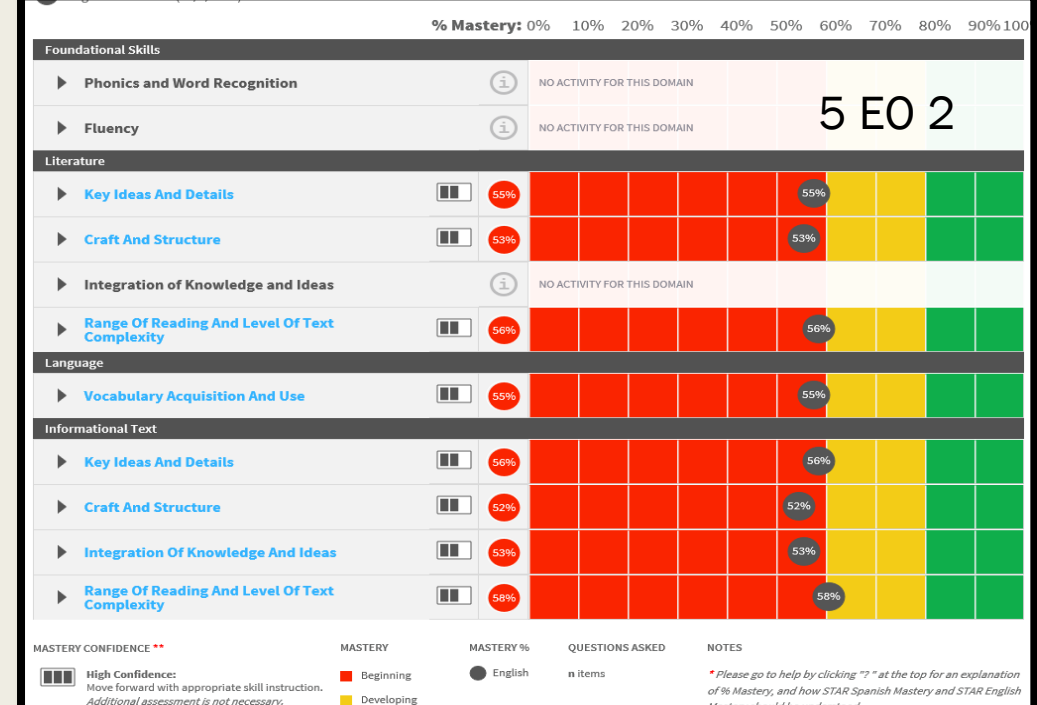 % Mastery: 0% 10% 20% 30% 40% 50% 60% 70% 80% 90% 100
Foundational Skills
Phonics and Word Recognition i NO ACTIVITY FOR THIS DOMAIN
5 EO 2
Fluency i NO ACTIVITY FOR THIS DOMAIN
Literature
Key Ideas And Details 55% 55%
Craft And Structure 53% 53%
Integration of Knowledge and Ideas i NO ACTIVITY FOR THIS DOMAIN
Range Of Reading And Level Of Text
Complexity 56% 56%
Language
Vocabulary Acquisition And Use 55% 55%
Informational Text
Key Ideas And Details 56% 56%
Craft And Structure 52% 52%
Integration Of Knowledge And Ideas 53% 53%
Range Of Reading And Level Of Text
Complexity 58% 58%
MASTERY CONFIDENCE ** MASTERY MASTERY % QUESTIONS ASKED NOTES
High Confidence: Beginning English n items * Please go to help by clicking "? " at the top for an explanation
Move forward with appropriate skill instruction. of % Mastery, and how STAR Spanish Mastery and STAR English
Additional assessment is not necessary. Developing